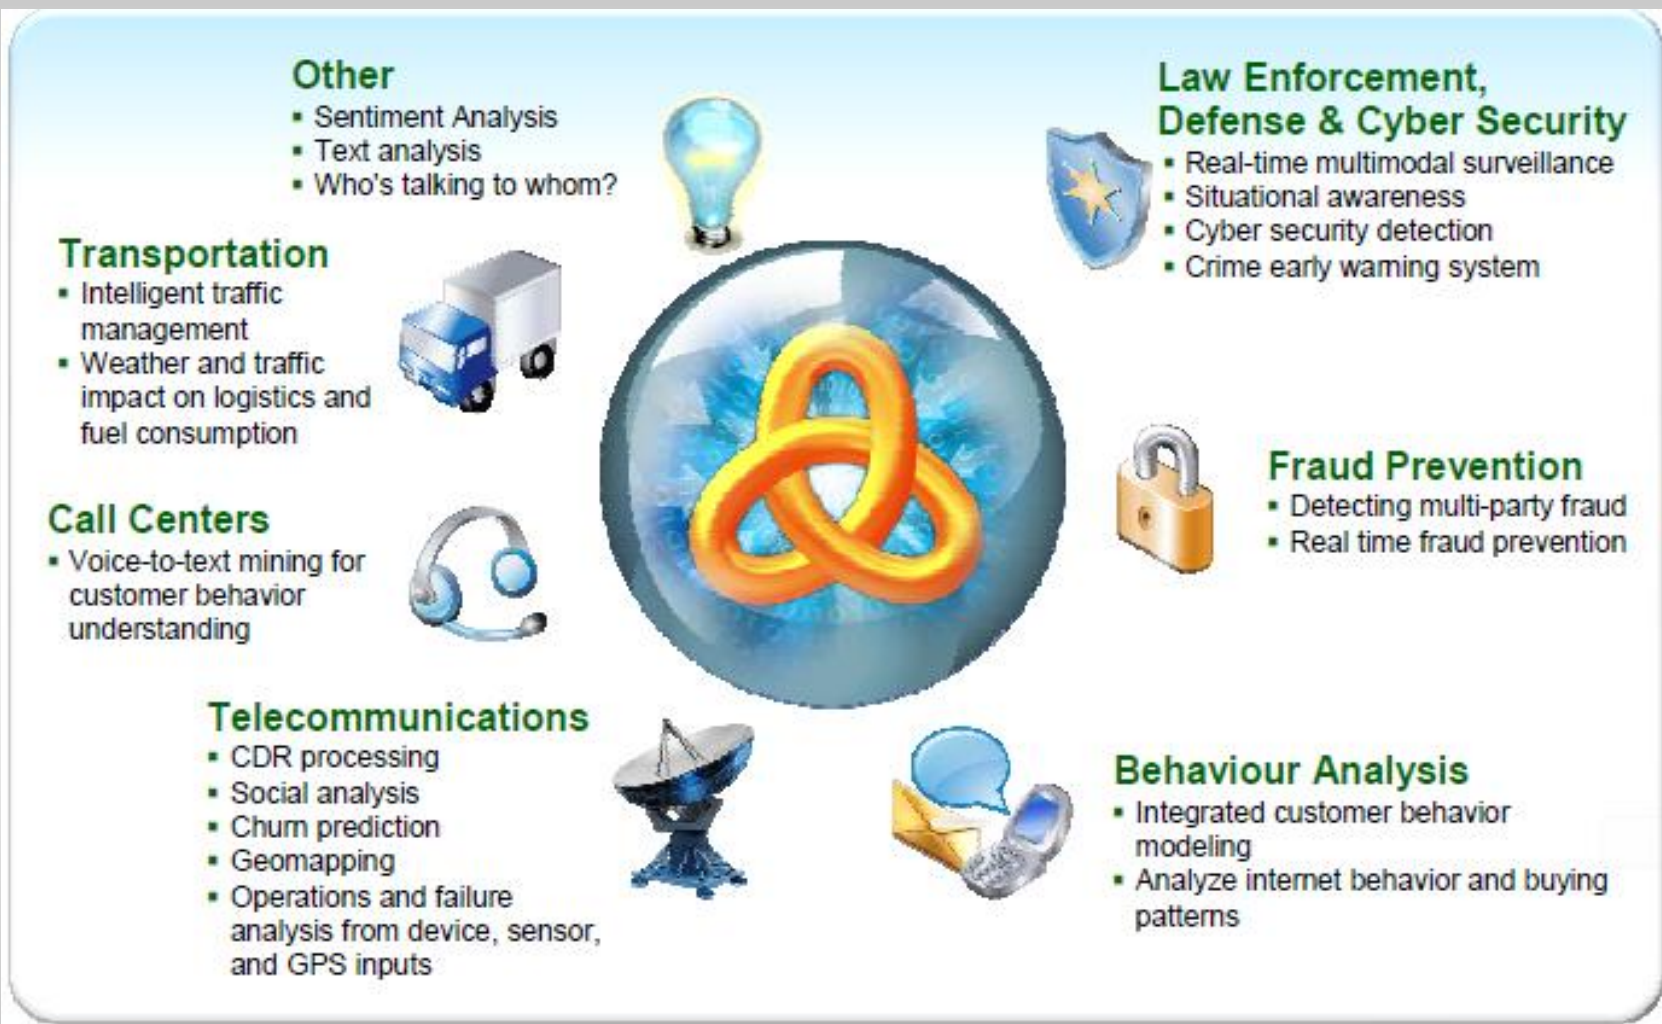 Other
▪ Sentiment Analysis
▪ Text analysis
▪ Who's talking to whom?
Law Enforcement,
Defense & Cyber Security
▪ Real-time multimodal surveillance
▪ Situational awareness
▪ Cyber security detection
▪ Crime early warning system
Transportation
▪ Intelligent traffic
management
▪ Weather and traffic
impact on logistics and
fuel consumption
Fraud Prevention
▪ Detecting multi-party fraud
▪ Real time fraud prevention
Call Centers
▪ Voice-to-text mining for
customer behavior
understanding
Telecommunications
▪ CDR processing
▪ Social analysis
▪ Churn prediction
▪ Geomapping
▪ Operations and failure
analysis from device, sensor,
and GPS inputs
Behaviour Analysis
▪ Integrated customer behavior
modeling
▪ Analyze internet behavior and buying
patterns